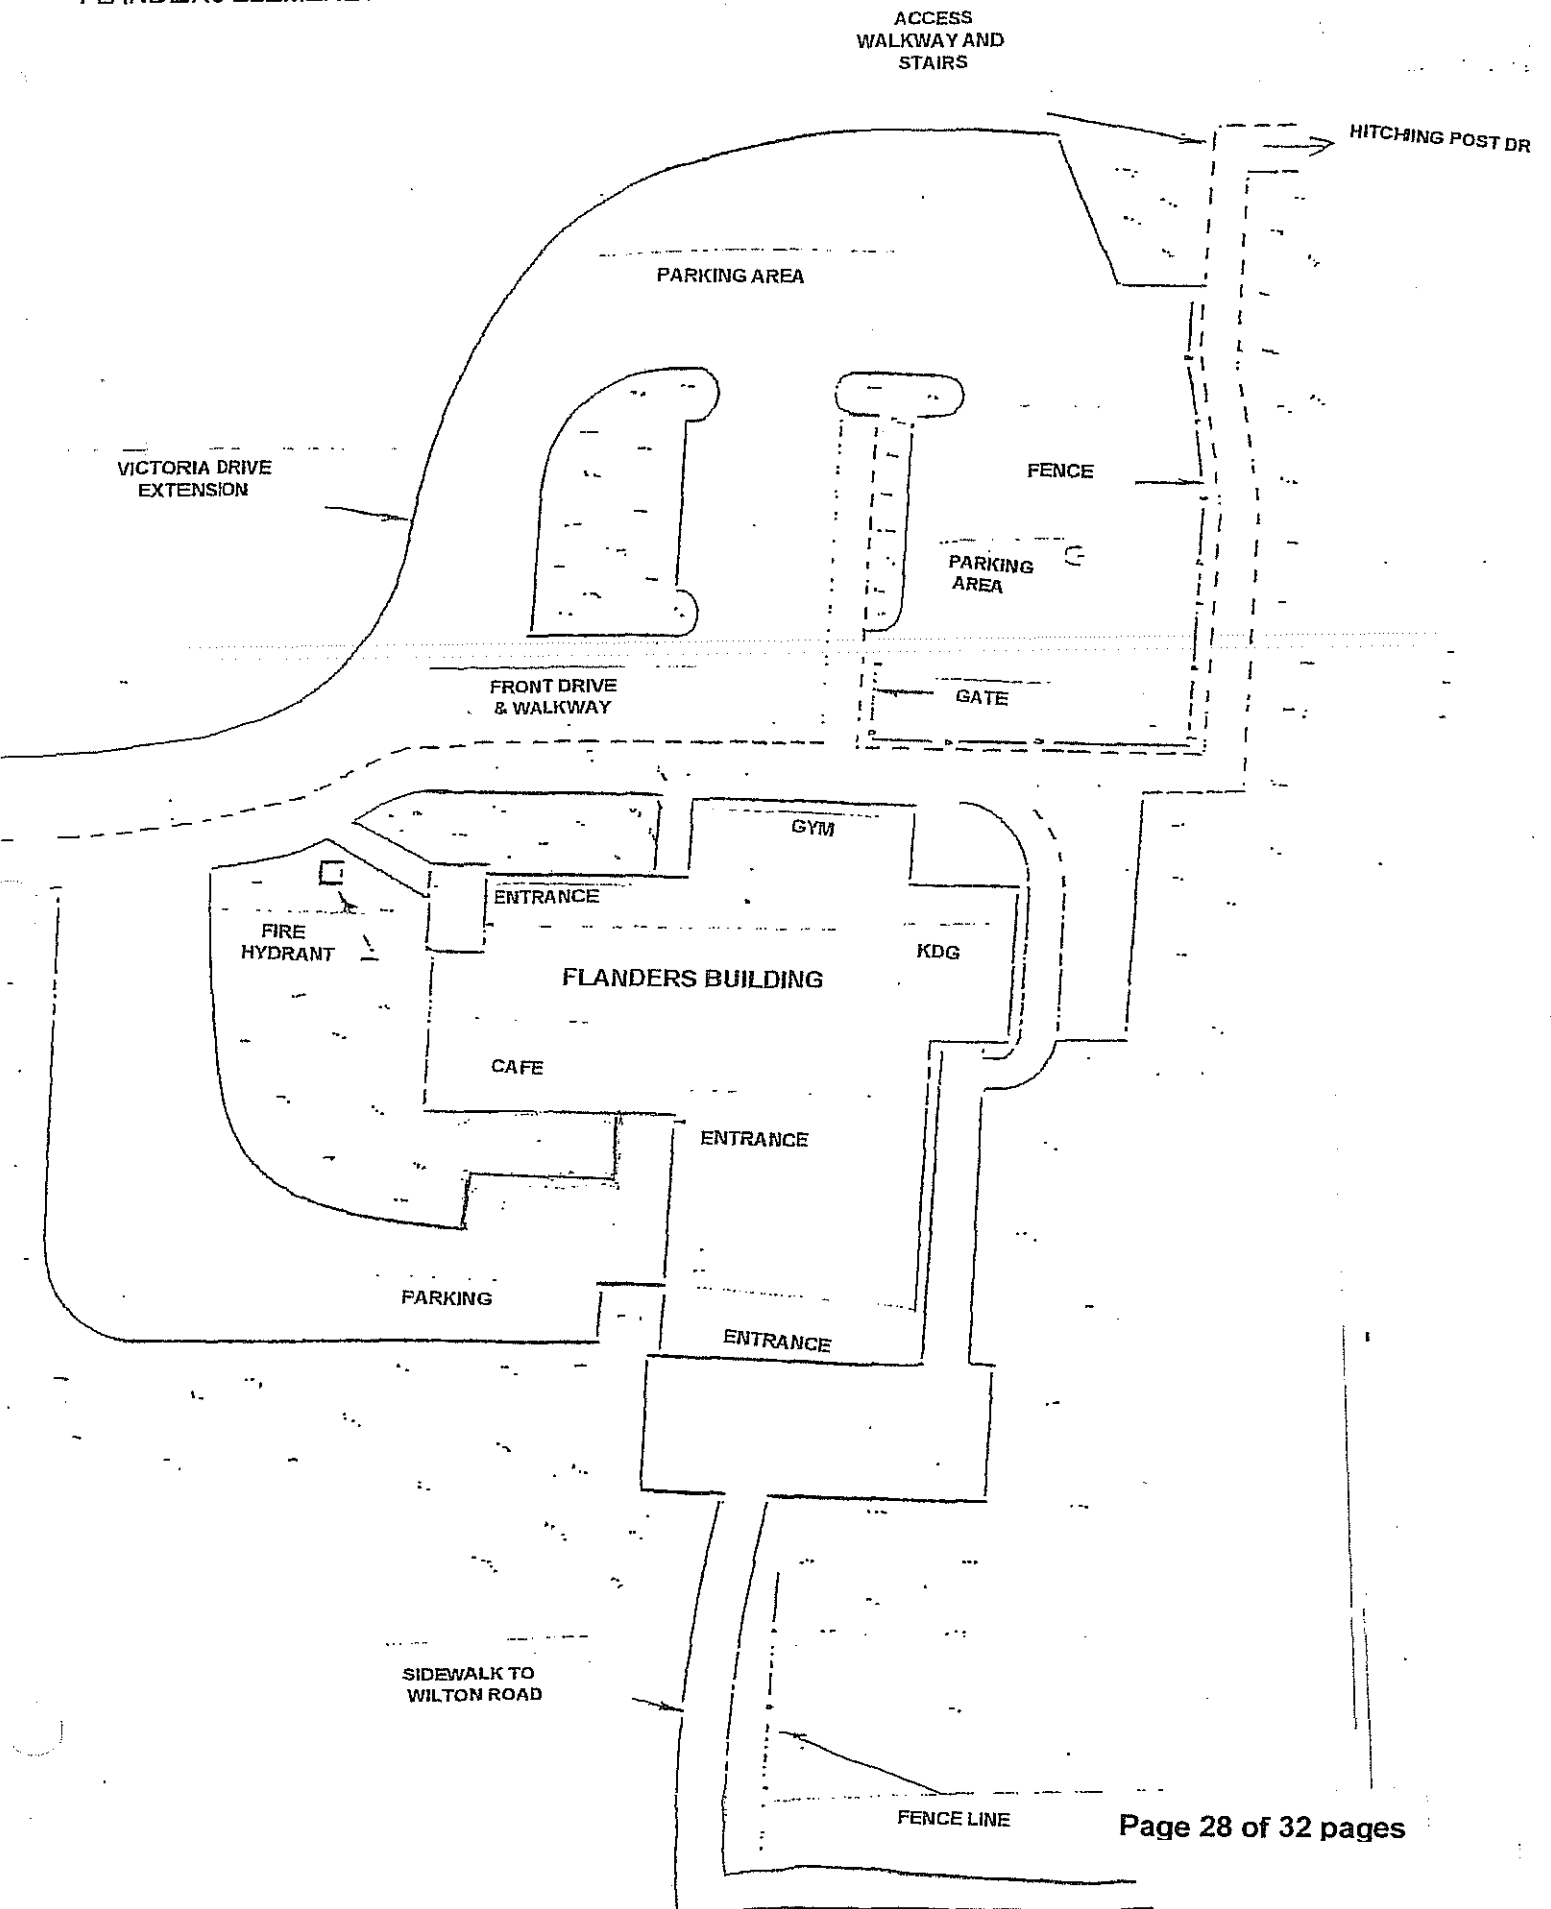 ACCESS
WALKWAY AND
STAIRS
HITCHING POST DR
PARKING AREA
VICTORIA DRIVE
EXTENSION
FENCE
PARKING
AREA
FRONT DRIVE
& WALKWAY
GATE
GYM
ENTRANCE
FIRE
HYDRANT
KDG
FLANDERS BUILDING
CAFE
ENTRANCE
PARKING
ENTRANCE
SIDEWALK TO
WILTON ROAD
FENCE LINE
Page 28 of 32 pages